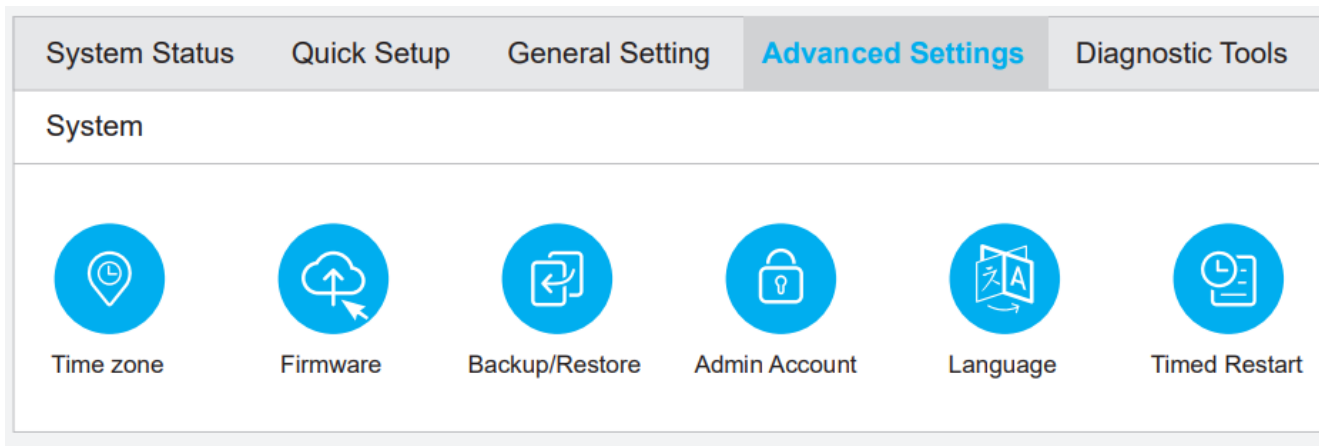 System Status Quick Setup General Setting Advanced Settings Diagnostic Tools
System
Time zone Firmware Backup/Restore Admin Account Language Timed Restart